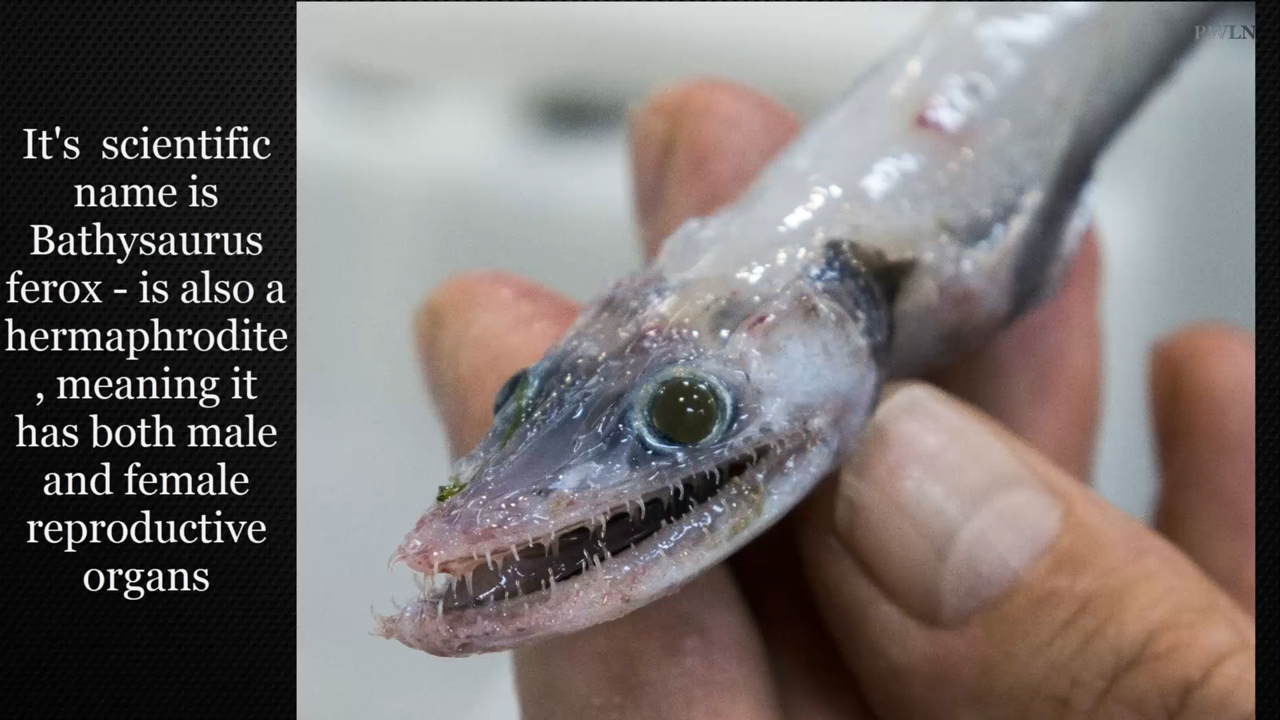 It's scientific
name is
Bathysaurus
ferox - is also a
hermaphrodite
, meaning it
has both male
and female
reproductive
organs
PWLN